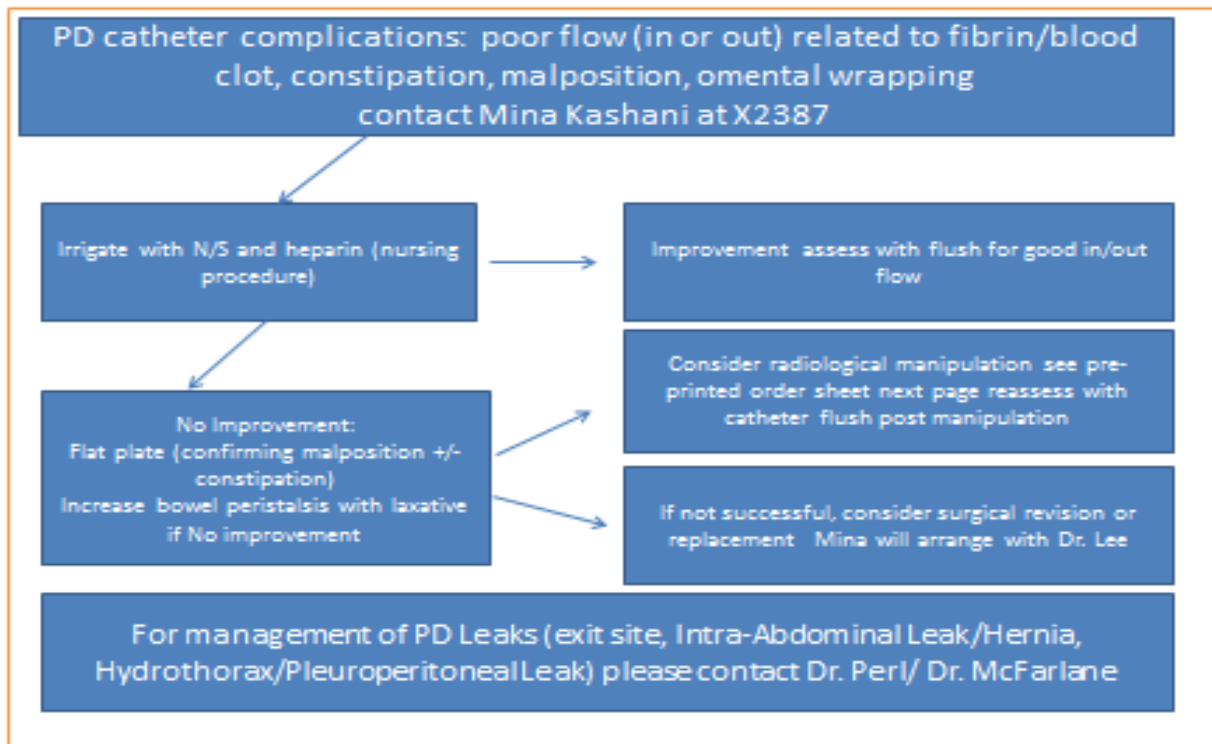 PD catheter complications: poor flow (in or out) related to fibrin/blood
clot, constipation, malposition, omental wrapping
contact Mina Kashani at X2387
Irrigate with N/S and heparin (nursing
procedure)
Improvement assess with flush for good in/out
flow
Consider radiological manipulation see pre-
printed order sheet next page reassess with
catheter flush post manipulation
No Improvement:
Flat plate (confirming malposition +/-
constipation)
Increase bowel peristalsis with laxative
if No improvement
If not successful, consider surgical revision or
replacement Mina will arrange with Dr. Lee
For management of PD Leaks (exit site, Intra-Abdominal Leak/Hernia,
Hydrothorax/Pleuroperitoneal Leak) please contact Dr. Perl/ Dr. McFarlane